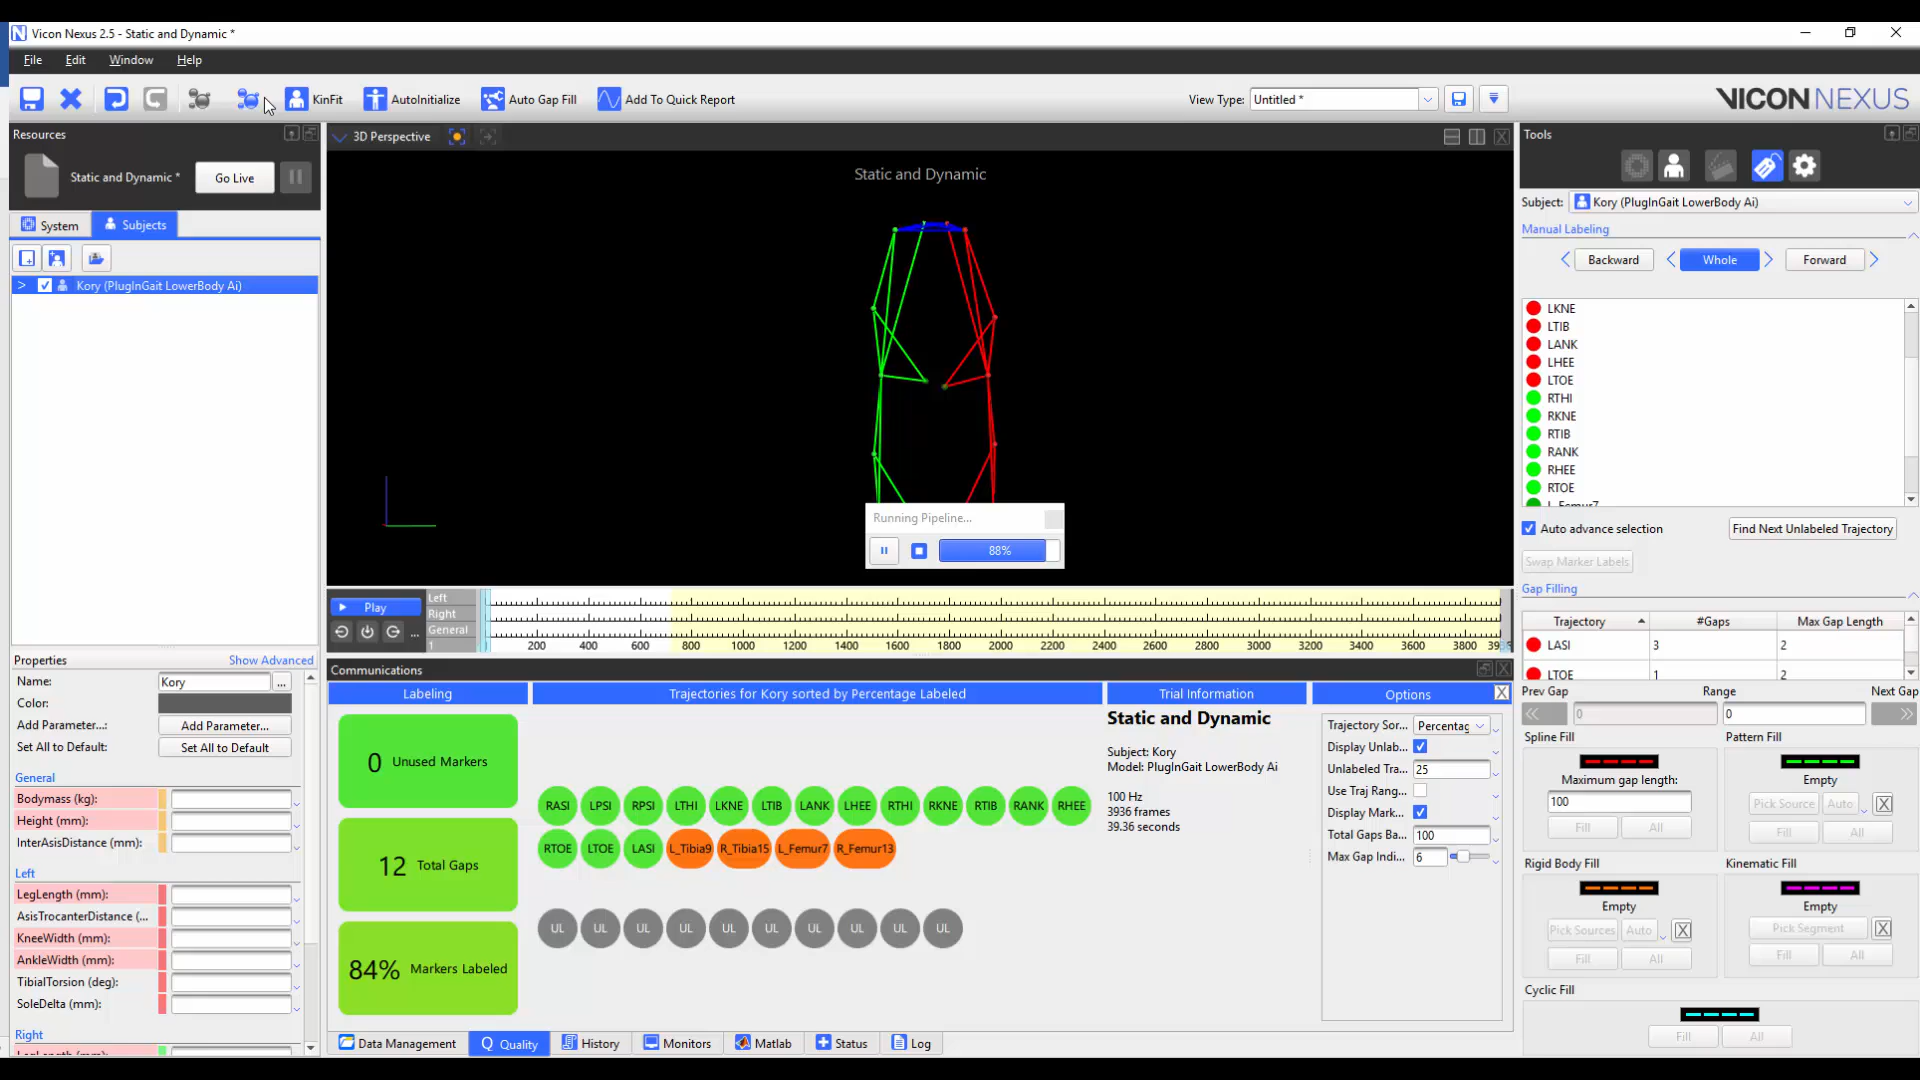 Vicon Nexus 2.5 - Static and Dynamic *
File Edit Window Help
KinFit AutoInitialize Auto Gap Fill Add To Quick Report
View Type: Untitled *
VICON NEXUS
Resources
Static and Dynamic * Go Live
System Subjects
> Kory (PlugInGait LowerBody Ai)
Properties Show Advanced
Name: Kory ...
Color:
Add Parameter...: Add Parameter...
Set All to Default: Set All to Default
General
Bodymass (kg):
Height (mm):
InterAsisDistance (mm):
Left
LegLength (mm):
AsisTrocanterDistance (...
KneeWidth (mm):
AnkleWidth (mm):
TibialTorsion (deg):
SoleDelta (mm):
Right
3D Perspective
Static and Dynamic
Running Pipeline...
88%
Play
Left
Right
General
1 200 400 600 800 1000 1200 1400 1600 1800 2000 2200 2400 2600 2800 3000 3200 3400 3600 3800
Communications
Labeling
0 Unused Markers
12 Total Gaps
84% Markers Labeled
Trajectories for Kory sorted by Percentage Labeled
RASI LPSI RPSI LTHI LKNE LTIB LANK LHEE RTHI RKNE RTIB RANK RHEE
RTOE LTOE LASI L_Tibia9 R_Tibia15 L_Femur7 R_Femur13
UL UL UL UL UL UL UL UL UL UL
Trial Information
Static and Dynamic
Subject: Kory
Model: PlugInGait LowerBody Ai
100 Hz
3936 frames
39.36 seconds
Options X
Trajectory Sor... Percentag
Display Unlab...
Unlabeled Tra... 25
Use Traj Rang...
Display Mark...
Total Gaps Ba... 100
Max Gap Indi... 6
Data Management Quality History Monitors Matlab Status Log
Tools
Subject: Kory (PlugInGait LowerBody Ai)
Manual Labeling
Backward Whole Forward
LKNE
LTIB
LANK
LHEE
LTOE
RTHI
RKNE
RTIB
RANK
RHEE
RTOE
L_Femur7
Auto advance selection Find Next Unlabeled Trajectory
Swap Marker Labels
Gap Filling
Trajectory #Gaps Max Gap Length
LASI 3 2
LTOE 1 2
Prev Gap Range Next Gap
0 0
Spline Fill Pattern Fill
Maximum gap length: Empty
100 Pick Source Auto X
Fill All Fill All
Rigid Body Fill Kinematic Fill
Empty Empty
Pick Sources Auto X Pick Segment X
Fill All Fill All
Cyclic Fill
Fill All